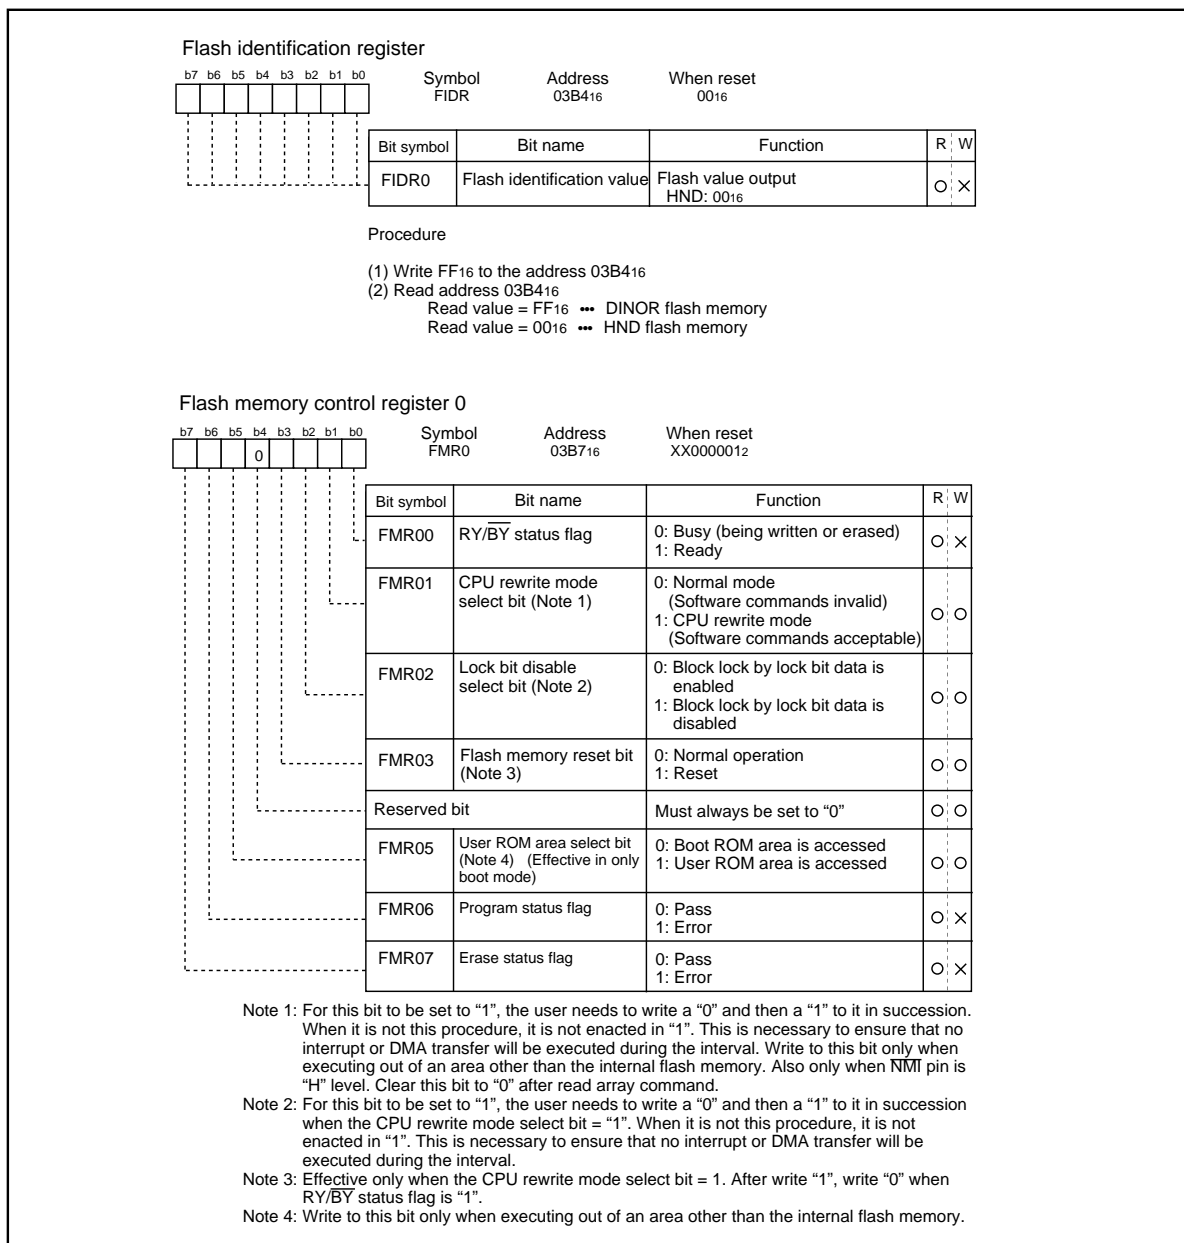 Flash identification register
b7 b6 b5 b4 b3 b2 b1 b0
Symbol Address When reset
FIDR 03B416 0016
Bit symbol Bit name Function R W
FIDR0 Flash identification value Flash value output
HND: 0016
Procedure
(1) Write FF16 to the address 03B416
(2) Read address 03B416
Read value = FF16 ••• DINOR flash memory
Read value = 0016 ••• HND flash memory
Flash memory control register 0
b7 b6 b5 b4 b3 b2 b1 b0
0
Symbol Address When reset
FMR0 03B716 XX0000012
Bit symbol Bit name Function R W
FMR00 RY/BY status flag 0: Busy (being written or erased)
1: Ready
FMR01 CPU rewrite mode 0: Normal mode
select bit (Note 1) (Software commands invalid)
1: CPU rewrite mode
(Software commands acceptable)
FMR02 Lock bit disable 0: Block lock by lock bit data is
select bit (Note 2) enabled
1: Block lock by lock bit data is
disabled
FMR03 Flash memory reset bit 0: Normal operation
(Note 3) 1: Reset
Reserved bit Must always be set to “0”
FMR05 User ROM area select bit 0: Boot ROM area is accessed
(Note 4) (Effective in only 1: User ROM area is accessed
boot mode)
FMR06 Program status flag 0: Pass
1: Error
FMR07 Erase status flag 0: Pass
1: Error
Note 1: For this bit to be set to “1”, the user needs to write a “0” and then a “1” to it in succession.
When it is not this procedure, it is not enacted in “1”. This is necessary to ensure that no
interrupt or DMA transfer will be executed during the interval. Write to this bit only when
executing out of an area other than the internal flash memory. Also only when NMI pin is
“H” level. Clear this bit to “0” after read array command.
Note 2: For this bit to be set to “1”, the user needs to write a “0” and then a “1” to it in succession
when the CPU rewrite mode select bit = “1”. When it is not this procedure, it is not
enacted in “1”. This is necessary to ensure that no interrupt or DMA transfer will be
executed during the interval.
Note 3: Effective only when the CPU rewrite mode select bit = 1. After write “1”, write “0” when
RY/BY status flag is “1”.
Note 4: Write to this bit only when executing out of an area other than the internal flash memory.